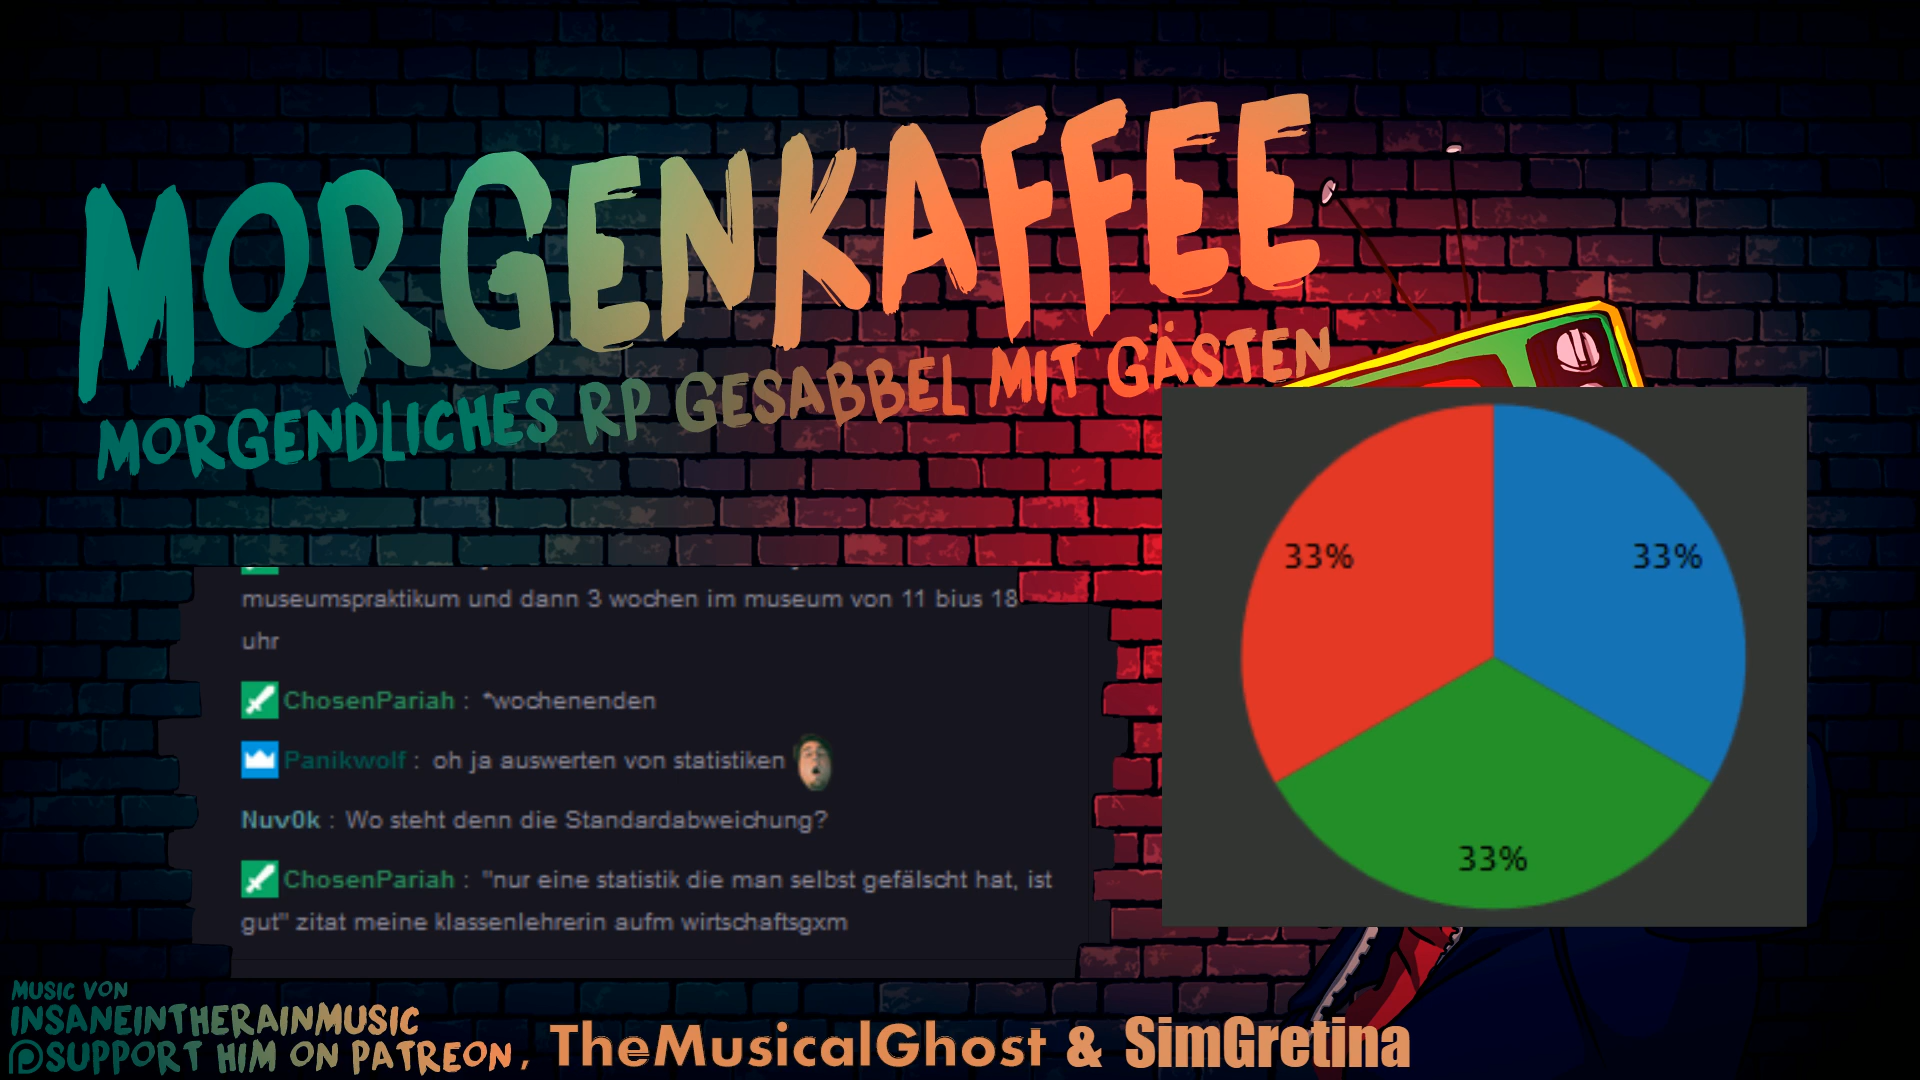 MORGENKAFFEE
MORGENDLICHES RP GESABBEL MIT GÄSTEN
museumspraktikum und dann 3 wochen im museum von 11 bius 18
uhr
ChosenPariah : *wochenenden
Panikwolf : oh ja auswerten von statistiken
Nuv0k : Wo steht denn die Standardabweichung?
ChosenPariah : "nur eine statistik die man selbst gefälscht hat, ist
gut" zitat meine klassenlehrerin aufm wirtschaftsgxm
33%
33%
33%
MUSIC VON
INSANEINTHERAINMUSIC
SUPPORT HIM ON PATREON, TheMusicalGhost & SimGretina